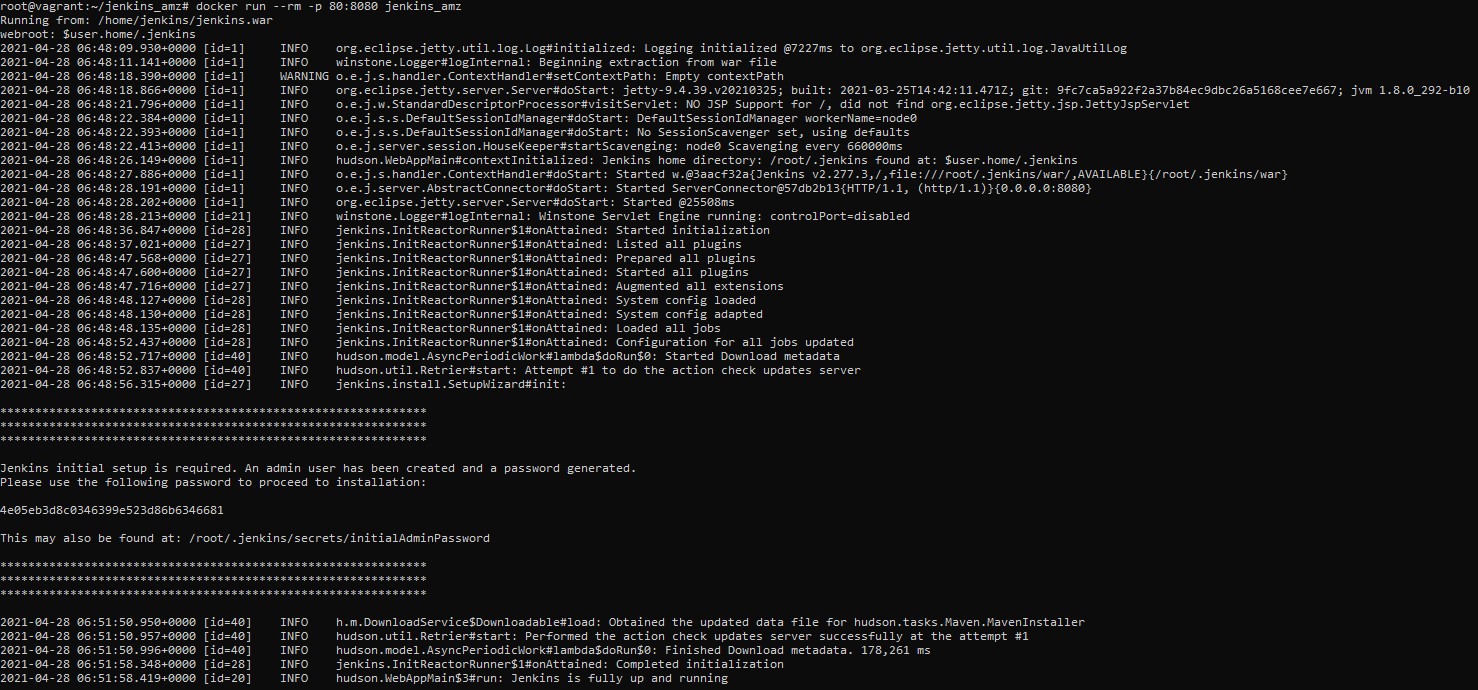 root@vagrant:~/jenkins_amz# docker run --rm -p 80:8080 jenkins_amz
Running from: /home/jenkins/jenkins.war
webroot: $user.home/.jenkins
2021-04-28 06:48:09.930+0000 [id=1] INFO org.eclipse.jetty.util.log.Log#initialized: Logging initialized @7227ms to org.eclipse.jetty.util.log.JavaUtilLog
2021-04-28 06:48:11.141+0000 [id=1] INFO winstone.Logger#logInternal: Beginning extraction from war file
2021-04-28 06:48:18.390+0000 [id=1] WARNING o.e.j.s.handler.ContextHandler#setContextPath: Empty contextPath
2021-04-28 06:48:18.866+0000 [id=1] INFO org.eclipse.jetty.server.Server#doStart: jetty-9.4.39.v20210325; built: 2021-03-25T14:42:11.471Z; git: 9fc7ca5a922f2a37b84ec9dbc26a5168cee7e667; jvm 1.8.0_292-b10
2021-04-28 06:48:21.796+0000 [id=1] INFO o.e.j.w.StandardDescriptorProcessor#visitServlet: NO JSP Support for /, did not find org.eclipse.jetty.jsp.JettyJspServlet
2021-04-28 06:48:22.384+0000 [id=1] INFO o.e.j.s.s.DefaultSessionIdManager#doStart: DefaultSessionIdManager workerName=node0
2021-04-28 06:48:22.393+0000 [id=1] INFO o.e.j.s.s.DefaultSessionIdManager#doStart: No SessionScavenger set, using defaults
2021-04-28 06:48:22.413+0000 [id=1] INFO o.e.j.server.session.HouseKeeper#startScavenging: node0 Scavenging every 660000ms
2021-04-28 06:48:26.149+0000 [id=1] INFO hudson.WebAppMain#contextInitialized: Jenkins home directory: /root/.jenkins found at: $user.home/.jenkins
2021-04-28 06:48:27.886+0000 [id=1] INFO o.e.j.s.handler.ContextHandler#doStart: Started w.@3aacf32a{Jenkins v2.277.3,/,file:///root/.jenkins/war/,AVAILABLE}{/root/.jenkins/war}
2021-04-28 06:48:28.191+0000 [id=1] INFO o.e.j.server.AbstractConnector#doStart: Started ServerConnector@57db2b13{HTTP/1.1, (http/1.1)}{0.0.0.0:8080}
2021-04-28 06:48:28.202+0000 [id=1] INFO org.eclipse.jetty.server.Server#doStart: Started @25508ms
2021-04-28 06:48:28.213+0000 [id=21] INFO winstone.Logger#logInternal: Winstone Servlet Engine running: controlPort=disabled
2021-04-28 06:48:36.847+0000 [id=28] INFO jenkins.InitReactorRunner$1#onAttained: Started initialization
2021-04-28 06:48:37.021+0000 [id=27] INFO jenkins.InitReactorRunner$1#onAttained: Listed all plugins
2021-04-28 06:48:47.568+0000 [id=27] INFO jenkins.InitReactorRunner$1#onAttained: Prepared all plugins
2021-04-28 06:48:47.600+0000 [id=27] INFO jenkins.InitReactorRunner$1#onAttained: Started all plugins
2021-04-28 06:48:47.716+0000 [id=27] INFO jenkins.InitReactorRunner$1#onAttained: Augmented all extensions
2021-04-28 06:48:48.127+0000 [id=28] INFO jenkins.InitReactorRunner$1#onAttained: System config loaded
2021-04-28 06:48:48.130+0000 [id=28] INFO jenkins.InitReactorRunner$1#onAttained: System config adapted
2021-04-28 06:48:48.135+0000 [id=28] INFO jenkins.InitReactorRunner$1#onAttained: Loaded all jobs
2021-04-28 06:48:52.437+0000 [id=28] INFO jenkins.InitReactorRunner$1#onAttained: Configuration for all jobs updated
2021-04-28 06:48:52.717+0000 [id=40] INFO hudson.model.AsyncPeriodicWork#lambda$doRun$0: Started Download metadata
2021-04-28 06:48:52.837+0000 [id=40] INFO hudson.util.Retrier#start: Attempt #1 to do the action check updates server
2021-04-28 06:48:56.315+0000 [id=27] INFO jenkins.install.SetupWizard#init:
*************************************************************
*************************************************************
*************************************************************
Jenkins initial setup is required. An admin user has been created and a password generated.
Please use the following password to proceed to installation:
4e05eb3d8c0346399e523d86b6346681
This may also be found at: /root/.jenkins/secrets/initialAdminPassword
*************************************************************
*************************************************************
*************************************************************
2021-04-28 06:51:50.950+0000 [id=40] INFO h.m.DownloadService$Downloadable#load: Obtained the updated data file for hudson.tasks.Maven.MavenInstaller
2021-04-28 06:51:50.957+0000 [id=40] INFO hudson.util.Retrier#start: Performed the action check updates server successfully at the attempt #1
2021-04-28 06:51:50.996+0000 [id=40] INFO hudson.model.AsyncPeriodicWork#lambda$doRun$0: Finished Download metadata. 178,261 ms
2021-04-28 06:51:58.348+0000 [id=28] INFO jenkins.InitReactorRunner$1#onAttained: Completed initialization
2021-04-28 06:51:58.419+0000 [id=20] INFO hudson.WebAppMain$3#run: Jenkins is fully up and running